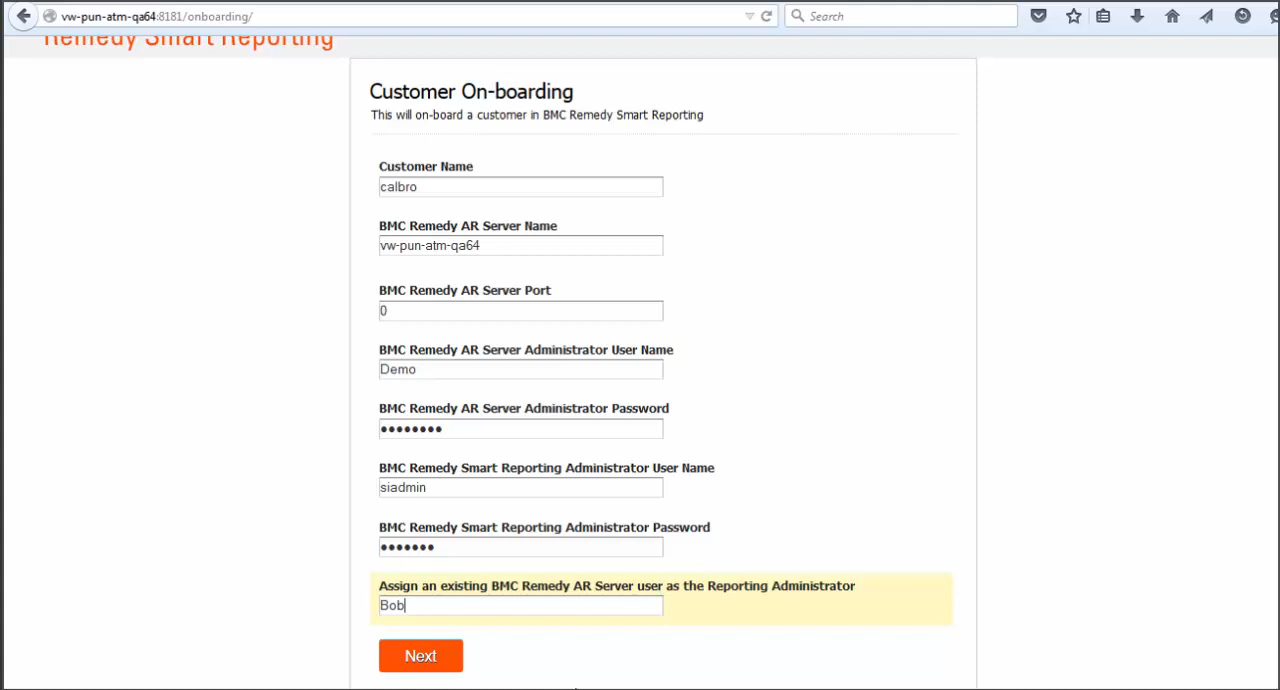 vw-pun-atm-qa64:8181/onboarding/
Search
Remedy Smart Reporting
Customer On-boarding
This will on-board a customer in BMC Remedy Smart Reporting
Customer Name
calbro
BMC Remedy AR Server Name
vw-pun-atm-qa64
BMC Remedy AR Server Port
0
BMC Remedy AR Server Administrator User Name
Demo
BMC Remedy AR Server Administrator Password
••••••••
BMC Remedy Smart Reporting Administrator User Name
siadmin
BMC Remedy Smart Reporting Administrator Password
•••••••
Assign an existing BMC Remedy AR Server user as the Reporting Administrator
Bob
Next